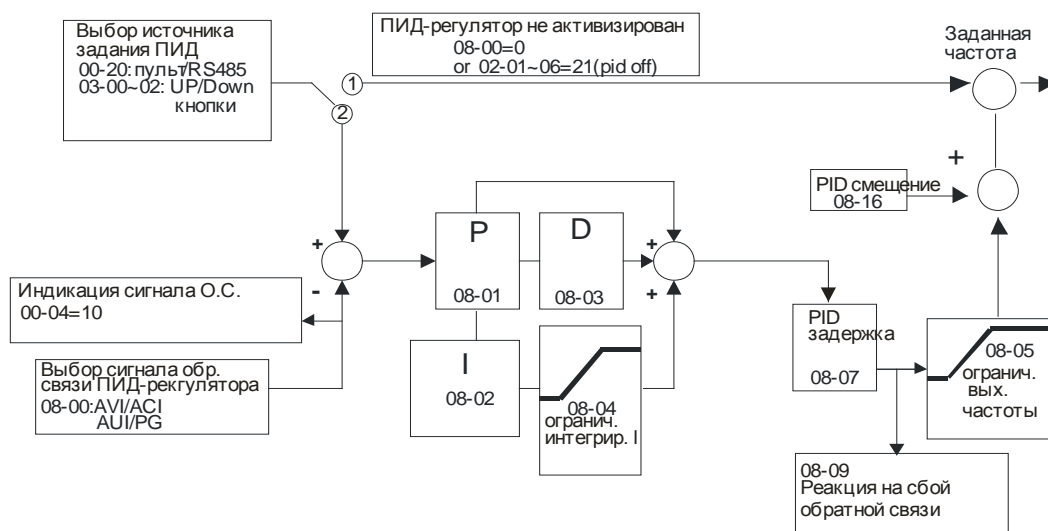 Выбор источника
задания ПИД
00-20: пульт/RS485
03-00~02: UP/Down
кнопки
ПИД-регулятор не активизирован
08-00=0
or 02-01~06=21(pid off)
Заданная
частота
1
2
+
PID смещение
08-16
P
08-01
D
08-03
+
+
+
-
Индикация сигнала О.С.
00-04=10
Выбор сигнала обр.
связи ПИД-рекгулятора
08-00:AVI/ACI
AUI/PG
I
08-02
08-04
огранич.
интегрир. I
PID
задержка
08-07
08-05
огранич.
вых.
частоты
08-09
Реакция на сбой
обратной связи